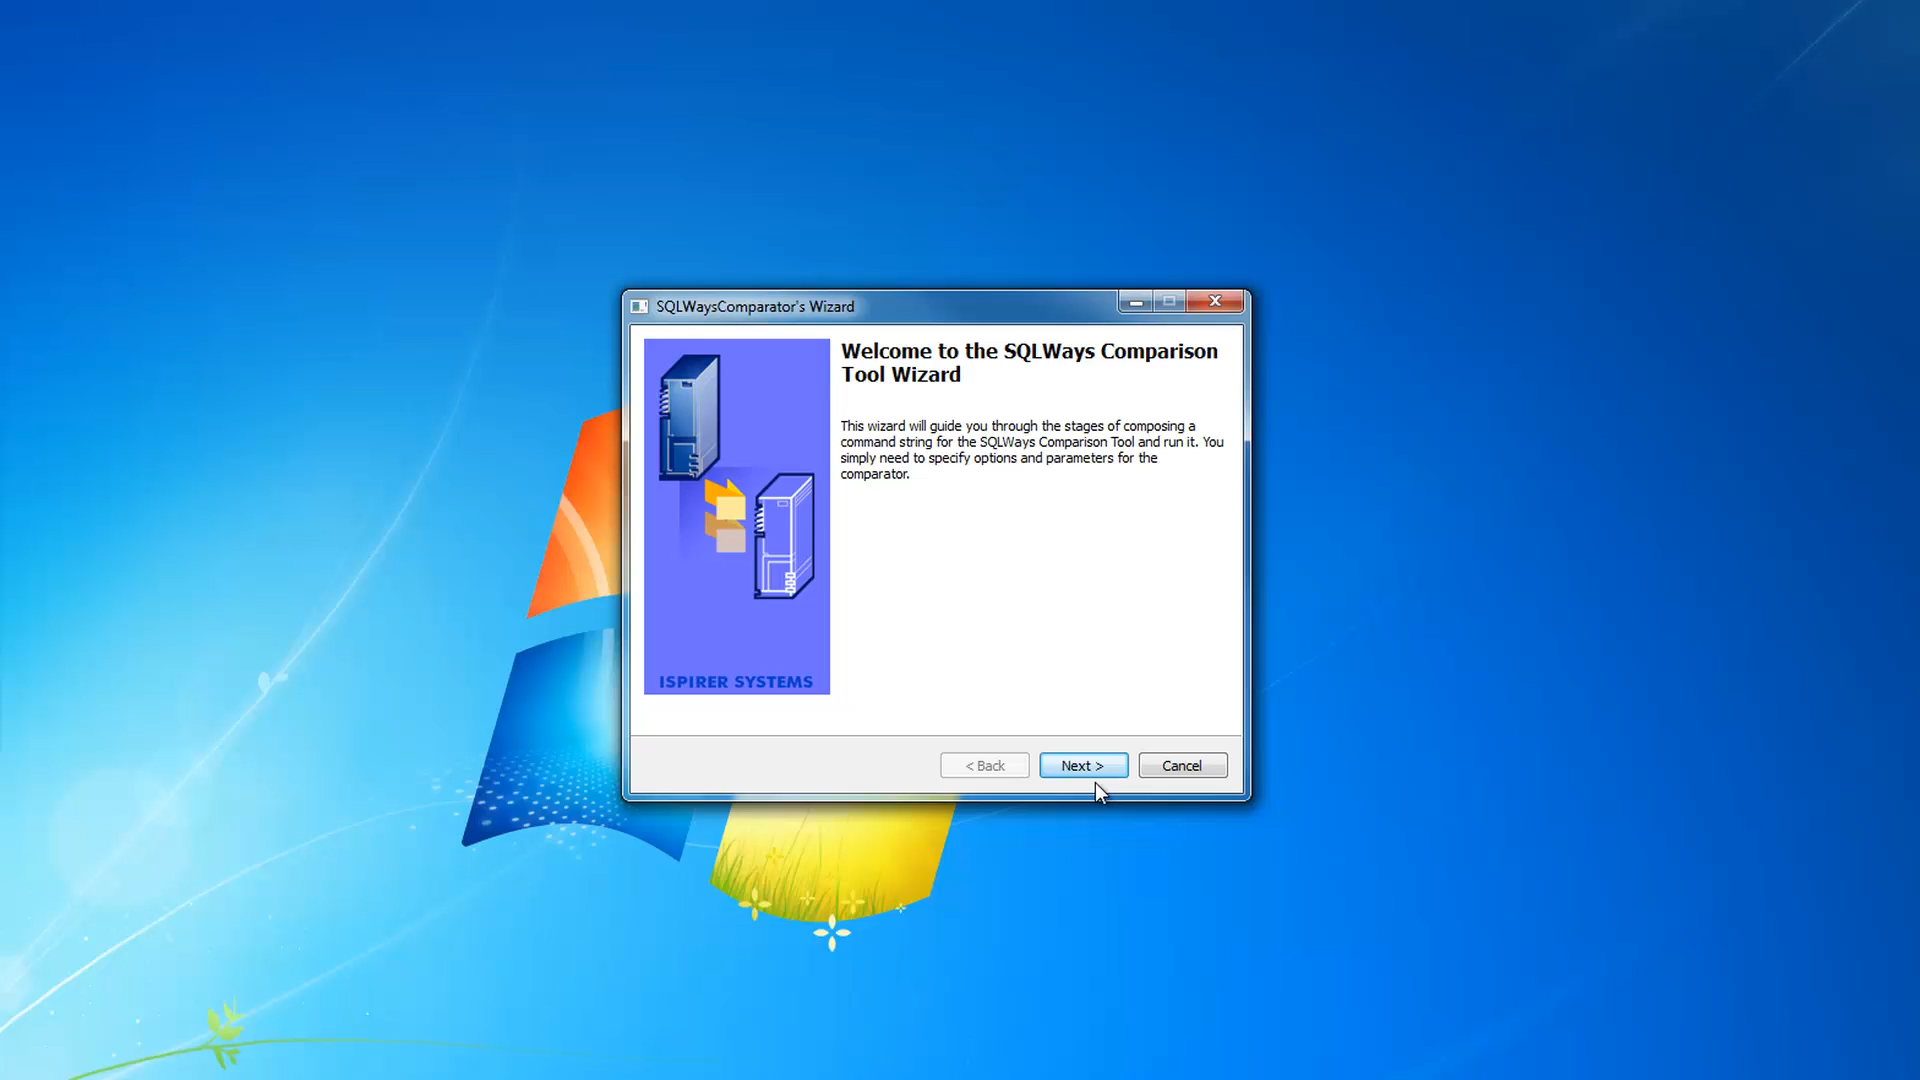 SQLWaysComparator's Wizard
Welcome to the SQLWays Comparison
Tool Wizard
This wizard will guide you through the stages of composing a
command string for the SQLWays Comparison Tool and run it. You
simply need to specify options and parameters for the
comparator.
ISPIRER SYSTEMS
< Back
Next >
Cancel